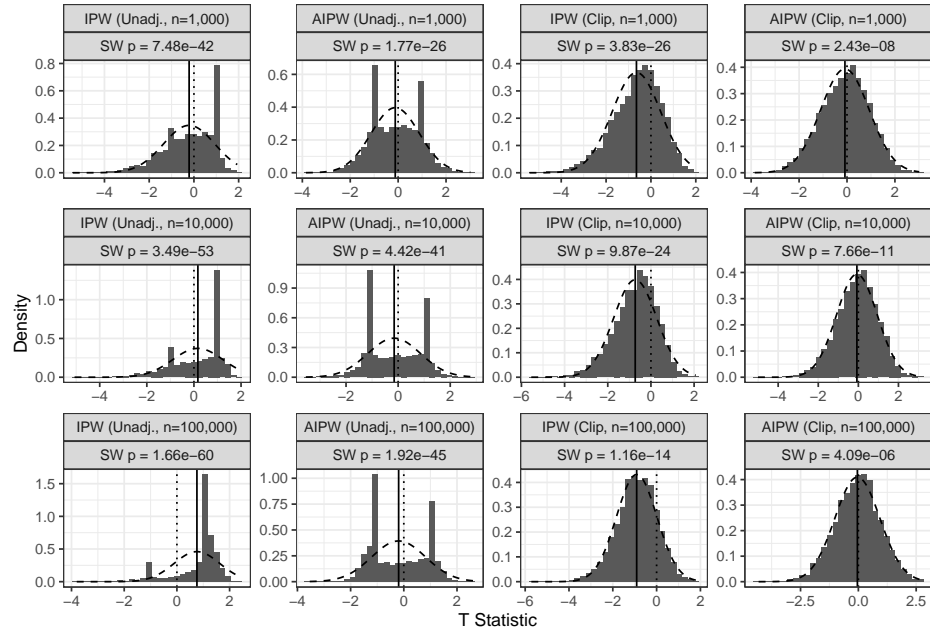 IPW (Unadj., n=1,000)
AIPW (Unadj., n=1,000)
IPW (Clip, n=1,000)
AIPW (Clip, n=1,000)
SW p = 7.48e−42
SW p = 1.77e−26
SW p = 3.83e−26
SW p = 2.43e−08
0.8
0.6
0.4
0.2
0.0
0.6
0.4
0.2
0.0
0.4
0.3
0.2
0.1
0.0
0.4
0.3
0.2
0.1
0.0
−4 −2 0 2
−4 −2 0 2
−4 −2 0 2
−4 −2 0 2
IPW (Unadj., n=10,000)
AIPW (Unadj., n=10,000)
IPW (Clip, n=10,000)
AIPW (Clip, n=10,000)
SW p = 3.49e−53
SW p = 4.42e−41
SW p = 9.87e−24
SW p = 7.66e−11
1.0
0.5
0.0
0.9
0.6
0.3
0.0
0.4
0.3
0.2
0.1
0.0
0.4
0.3
0.2
0.1
0.0
−4 −2 0 2
−2 0 2
−6 −4 −2 0 2
−4 −2 0 2
IPW (Unadj., n=100,000)
AIPW (Unadj., n=100,000)
IPW (Clip, n=100,000)
AIPW (Clip, n=100,000)
SW p = 1.66e−60
SW p = 1.92e−45
SW p = 1.16e−14
SW p = 4.09e−06
1.5
1.0
0.5
0.0
1.00
0.75
0.50
0.25
0.00
0.4
0.3
0.2
0.1
0.0
0.4
0.3
0.2
0.1
0.0
−4 −2 0 2
−4 −2 0 2
−6 −4 −2 0 2
−2.5 0.0 2.5
Density
T Statistic